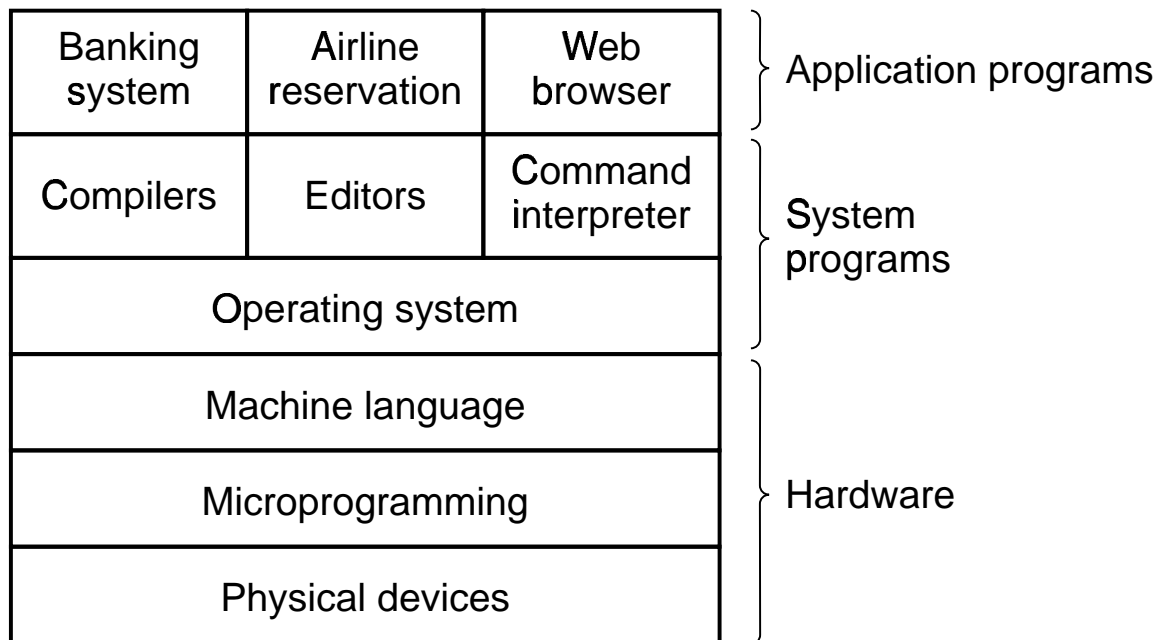 Banking
system
Airline
reservation
Web
browser
Application programs
Compilers
Editors
Command
interpreter
System
programs
Operating system
Machine language
Microprogramming
Hardware
Physical devices